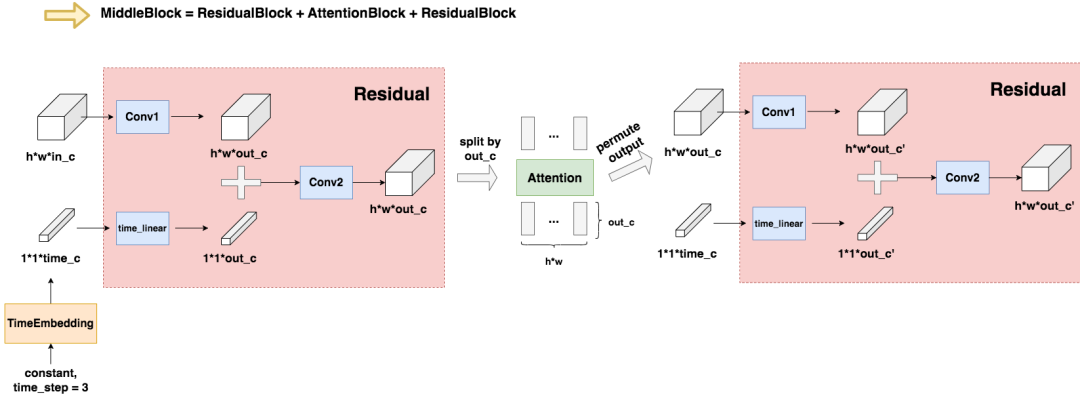 MiddleBlock = ResidualBlock + AttentionBlock + ResidualBlock
Residual
Conv1
h*w*in_c
h*w*out_c
Conv2
h*w*out_c
time_linear
1*1*time_c
1*1*out_c
TimeEmbedding
constant,
time_step = 3
split by
out_c
...
Attention
...
out_c
h*w
permute
output
Residual
Conv1
h*w*out_c
h*w*out_c'
Conv2
h*w*out_c'
time_linear
1*1*time_c
1*1*out_c'